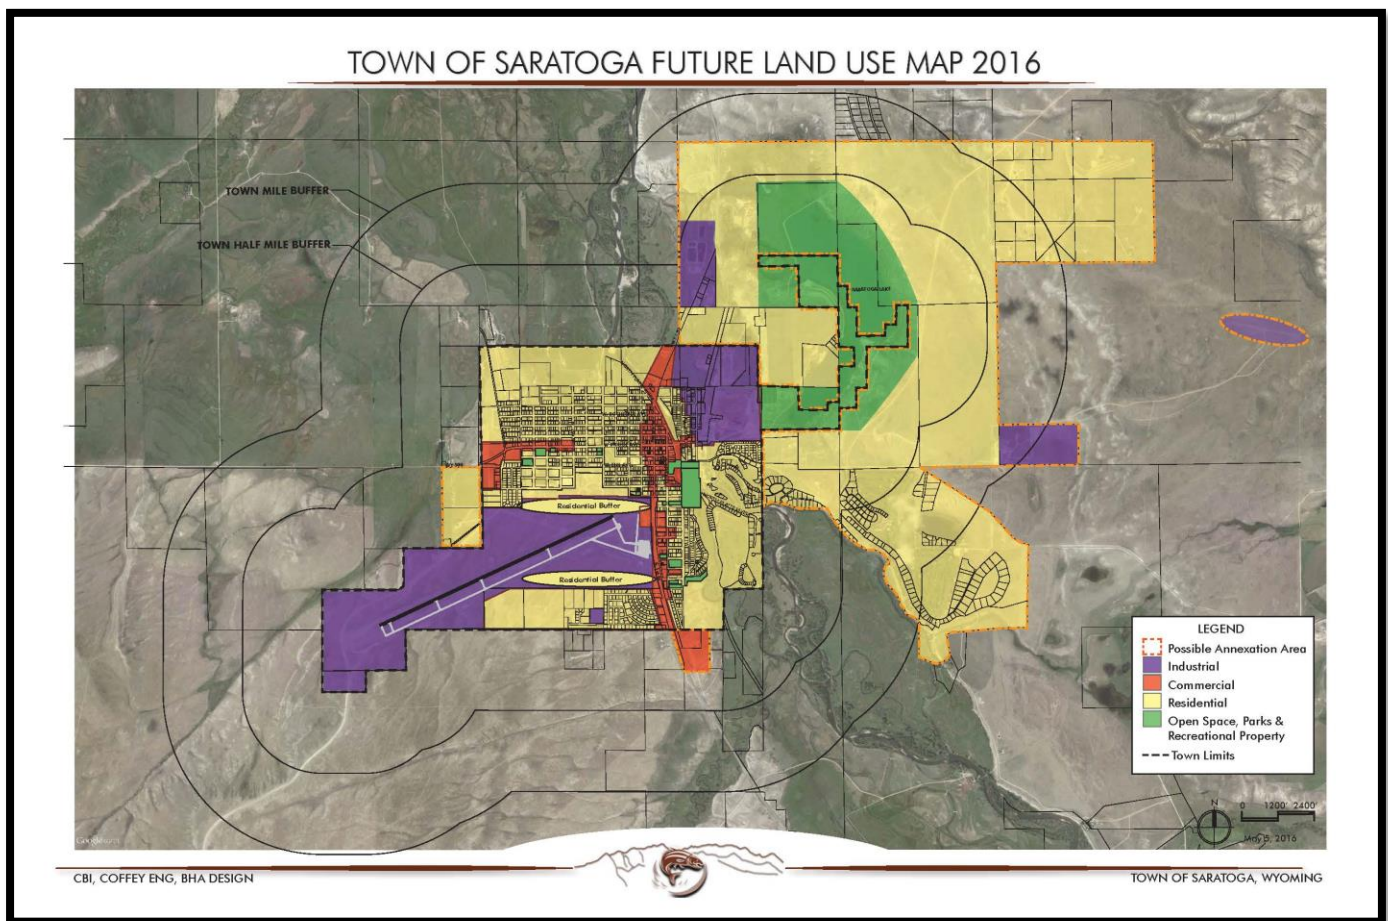 TOWN OF SARATOGA FUTURE LAND USE MAP 2016
TOWN MILE BUFFER
TOWN HALF MILE BUFFER
SARATOGA LAKE
Residential Buffer
Residential Buffer
LEGEND
Possible Annexation Area
Industrial
Commercial
Residential
Open Space, Parks &
Recreational Property
Town Limits
N
0 1200' 2400'
May 5, 2016
CBI, COFFEY ENG, BHA DESIGN
TOWN OF SARATOGA, WYOMING